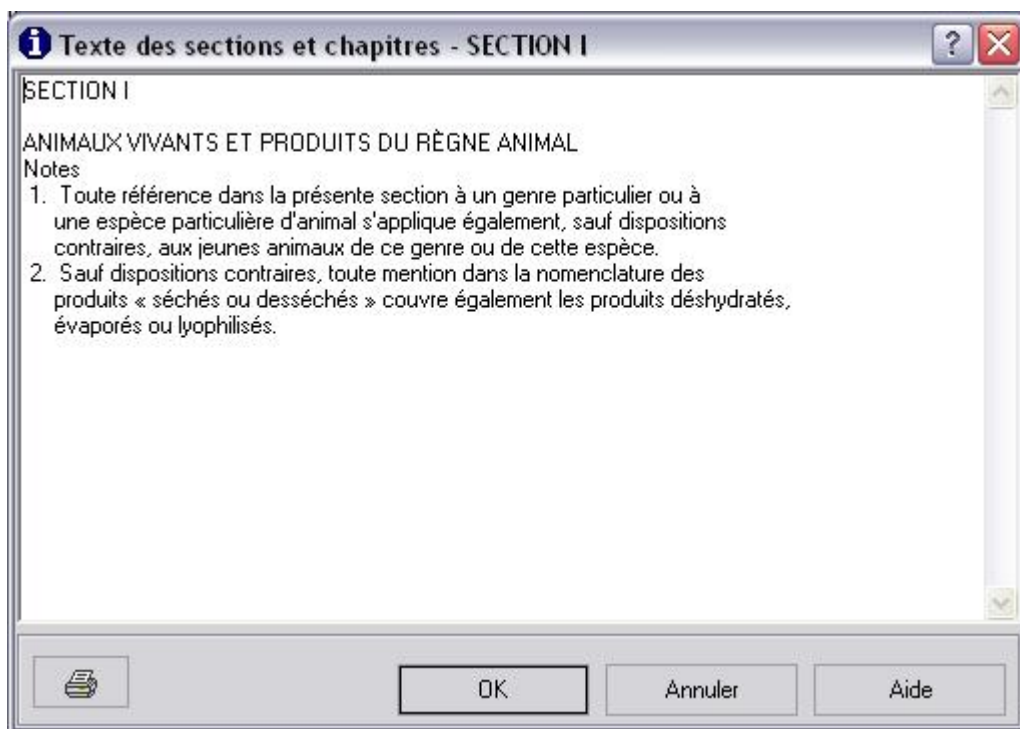 Texte des sections et chapitres - SECTION I
SECTION I
ANIMAUX VIVANTS ET PRODUITS DU RÈGNE ANIMAL
Notes
1. Toute référence dans la présente section à un genre particulier ou à
une espèce particulière d'animal s'applique également, sauf dispositions
contraires, aux jeunes animaux de ce genre ou de cette espèce.
2. Sauf dispositions contraires, toute mention dans la nomenclature des
produits « séchés ou desséchés » couvre également les produits déshydratés,
évaporés ou lyophilisés.
OK Annuler Aide